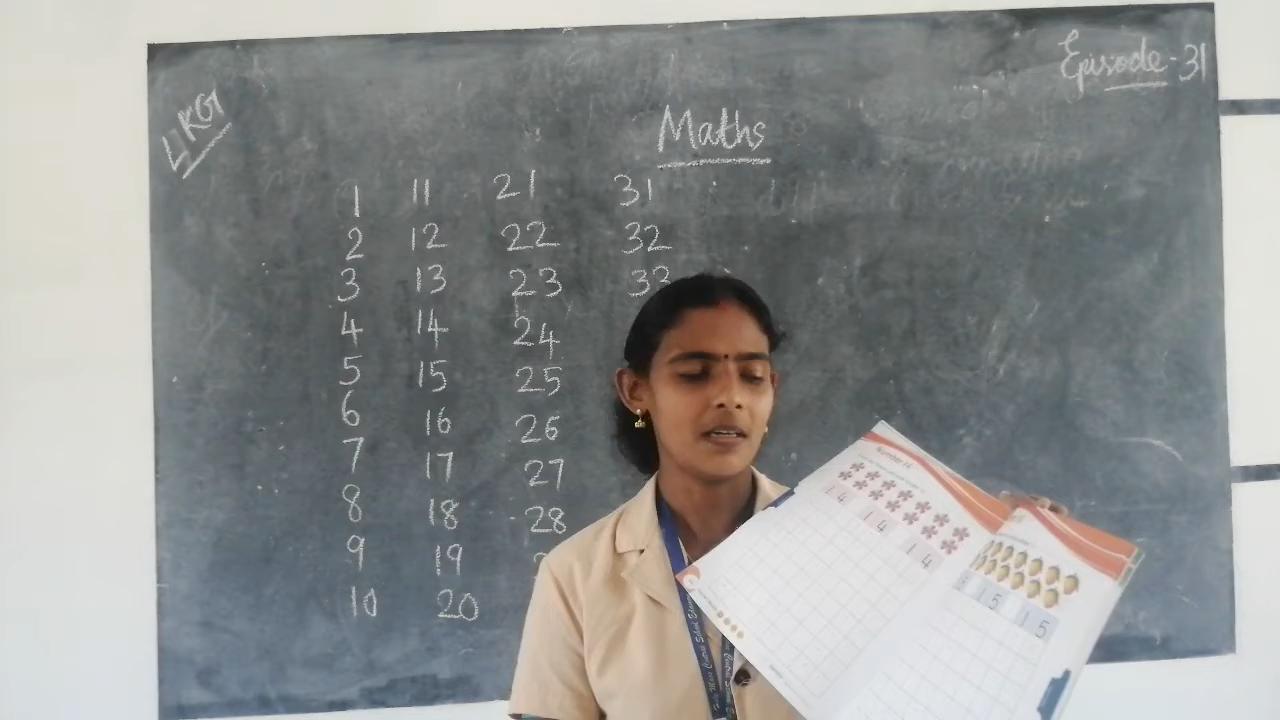 Episode-31
LKG
Maths
1 11 21 31
2 12 22 32
3 13 23 33
4 14 24
5 15 25
6 16 26
7 17 27
8 18 28
9 19
10 20
Number 14
14 14 14
15 15